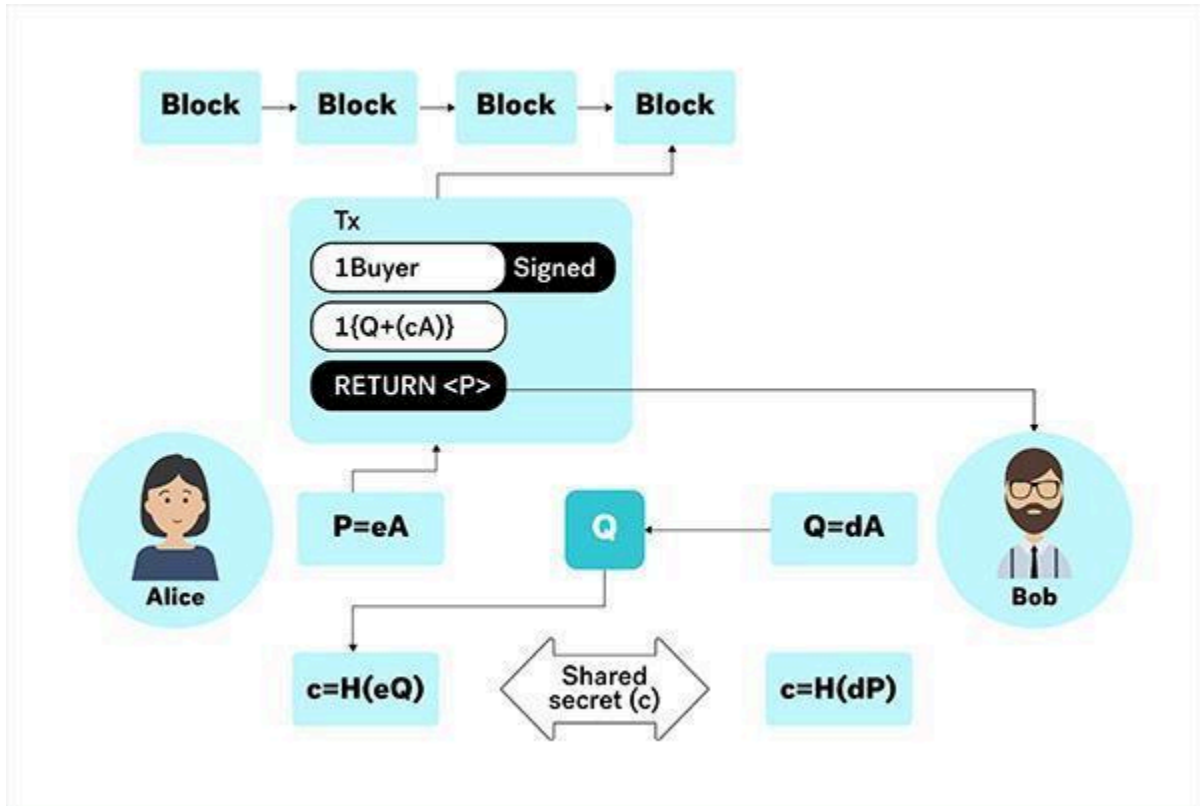 Block
Block
Block
Block
Tx
1Buyer
Signed
1{Q+(cA)}
RETURN <P>
P=eA
Q
Q=dA
Alice
Bob
c=H(eQ)
Shared
secret (c)
c=H(dP)